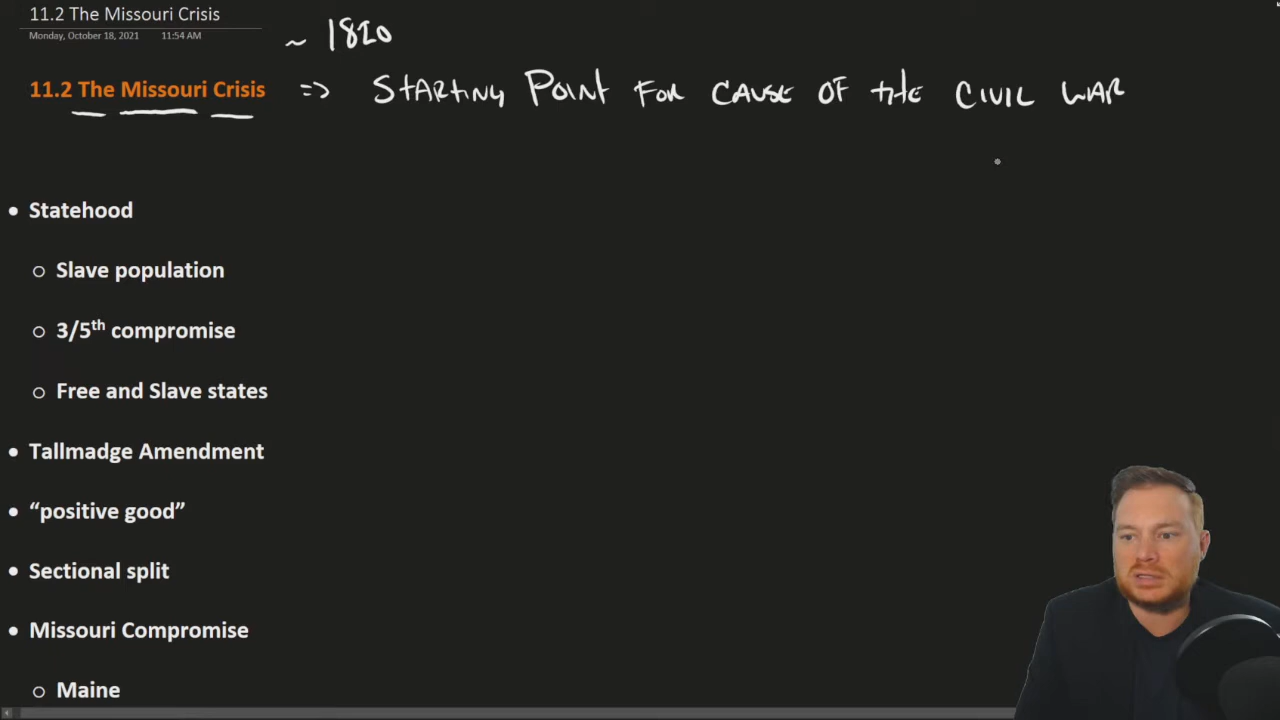 11.2 The Missouri Crisis
Monday, October 18, 2021 11:54 AM
~ 1820
11.2 The Missouri Crisis => STARTING POINT FOR CAUSE OF THE CIVIL WAR
• Statehood
○ Slave population
○ 3/5th compromise
○ Free and Slave states
• Tallmadge Amendment
• “positive good”
• Sectional split
• Missouri Compromise
○ Maine